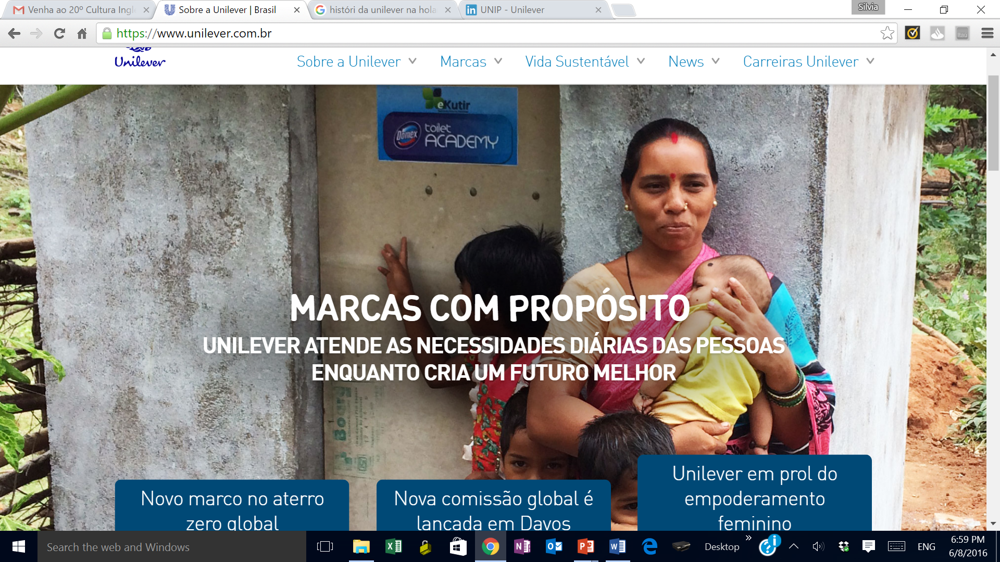 Venha ao 20º Cultura Ingl
Sobre a Unilever | Brasil
históri da unilever na hola
UNIP - Unilever
Silvia
https://www.unilever.com.br
Itaú
Unilever
Sobre a Unilever
Marcas
Vida Sustentável
News
Carreiras Unilever
eKutir
Domex
toilet
ACADEMY
MARCAS COM PROPÓSITO
UNILEVER ATENDE AS NECESSIDADES DIÁRIAS DAS PESSOAS
ENQUANTO CRIA UM FUTURO MELHOR
Novo marco no aterro
zero global
Nova comissão global é
lançada em Davos
Unilever em prol do
empoderamento
feminino
Search the web and Windows
Desktop
ENG
6:59 PM
6/8/2016